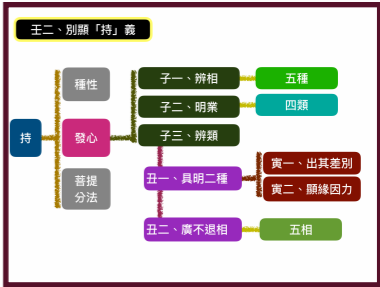 壬二、別顯「持」義
持
種性
發心
菩提
分法
子一、辨相
五種
子二、明業
四類
子三、辨類
丑一、具明二種
寅一、出其差別
寅二、顯緣因力
丑二、廣不退相
五相